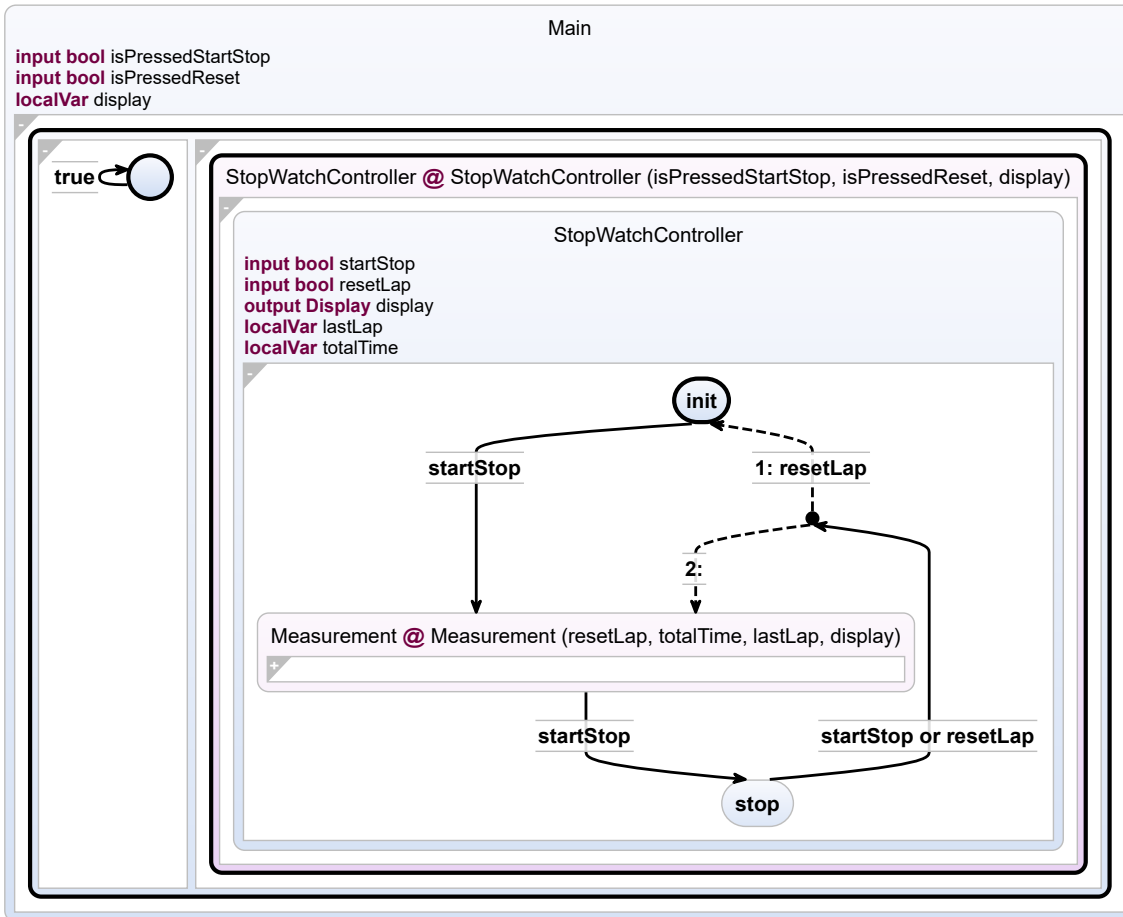 Main
input bool isPressedStartStop
input bool isPressedReset
localVar display
-
-
true
-
StopWatchController @ StopWatchController (isPressedStartStop, isPressedReset, display)
-
StopWatchController
input bool startStop
input bool resetLap
output Display display
localVar lastLap
localVar totalTime
-
init
startStop
1: resetLap
2:
Measurement @ Measurement (resetLap, totalTime, lastLap, display)
+
startStop
startStop or resetLap
stop